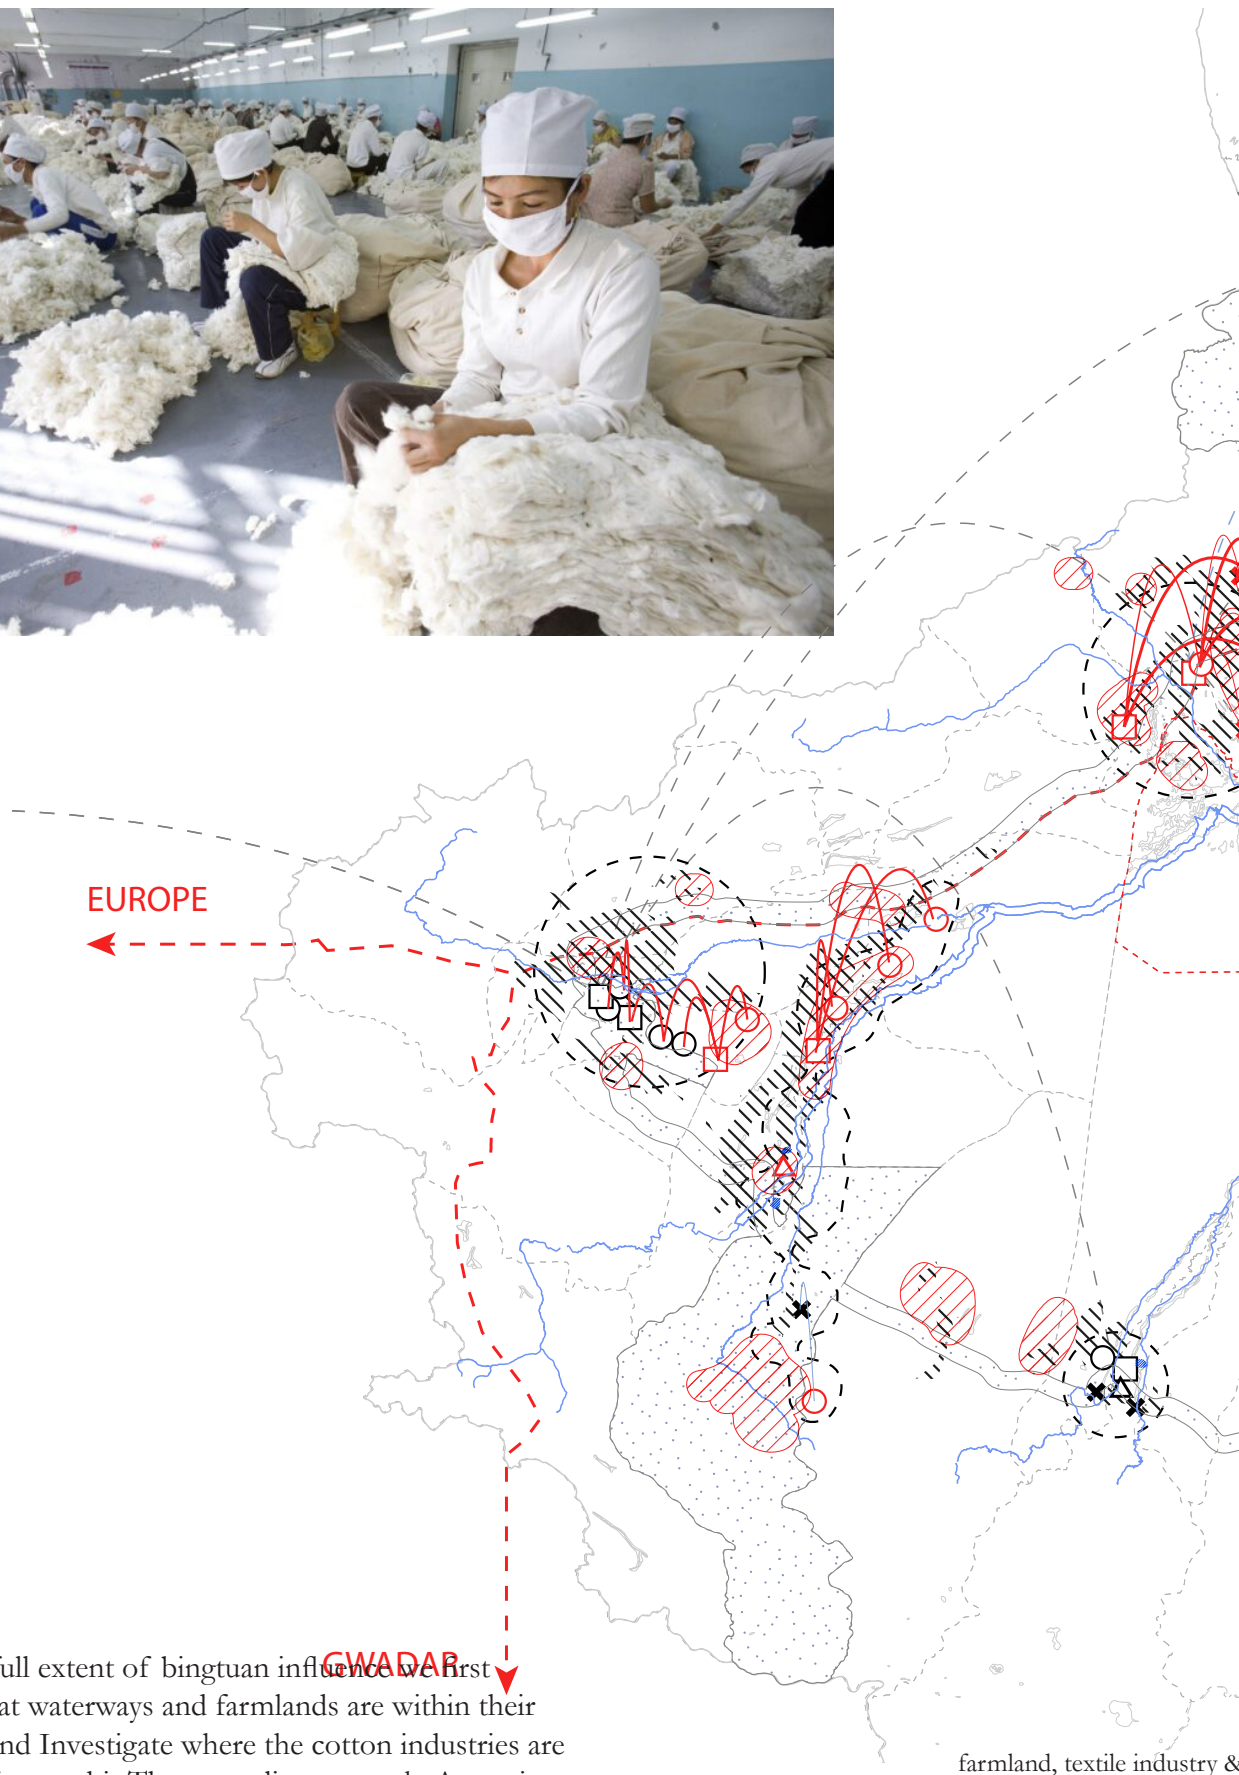 EUROPE
GWADAR
full extent of bingtuan influence we first
at waterways and farmlands are within their
nd Investigate where the cotton industries are
farmland, textile industry &